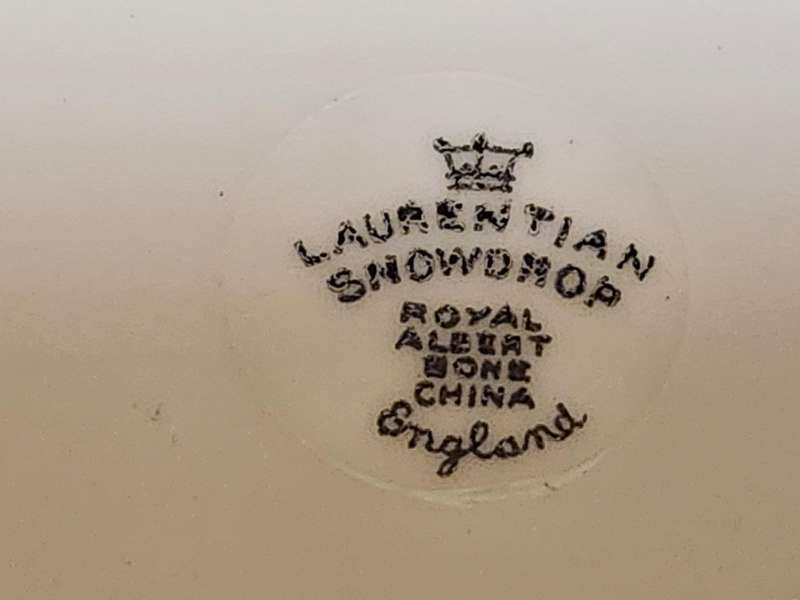 LAURENTIAN
SNOWDROP
ROYAL
ALBERT
BONE
CHINA
England